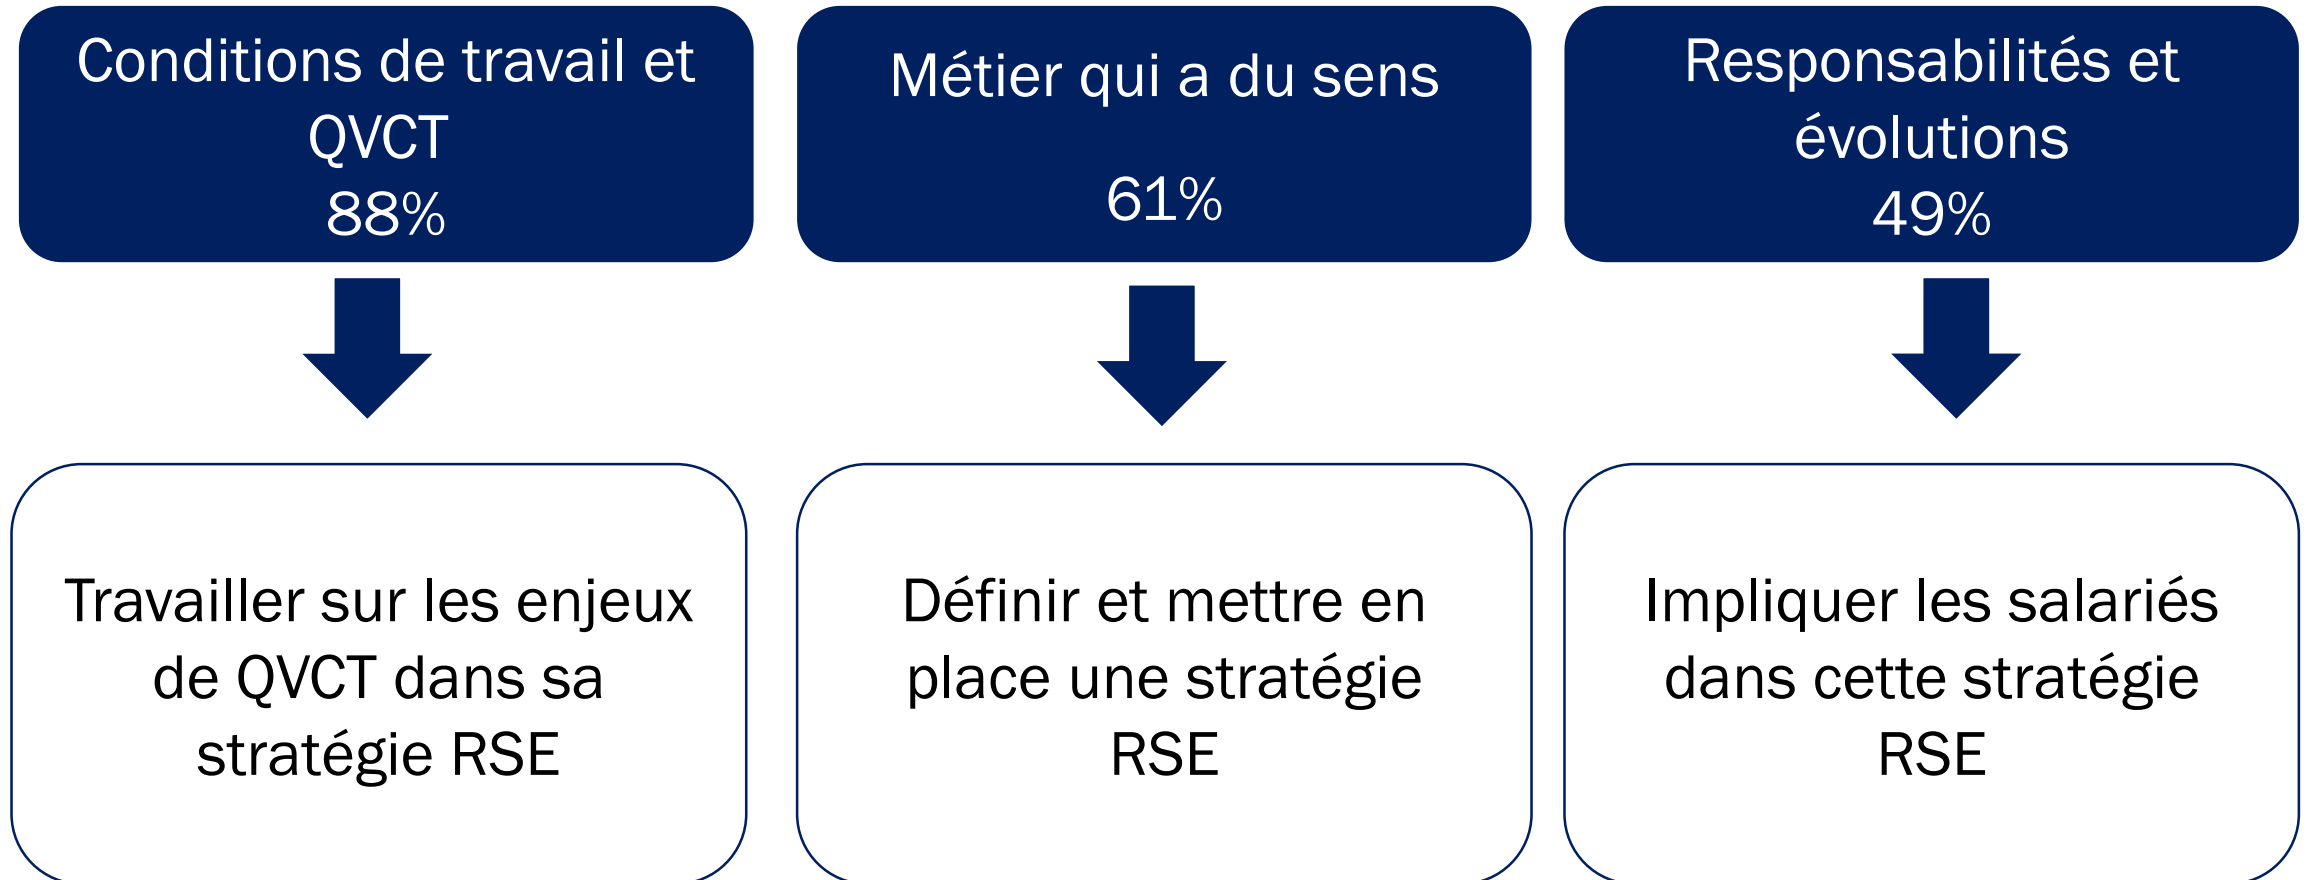 Conditions de travail et
QVCT
88%
Métier qui a du sens
61%
Responsabilités et
évolutions
49%
Travailler sur les enjeux
de QVCT dans sa
stratégie RSE
Définir et mettre en
place une stratégie
RSE
Impliquer les salariés
dans cette stratégie
RSE